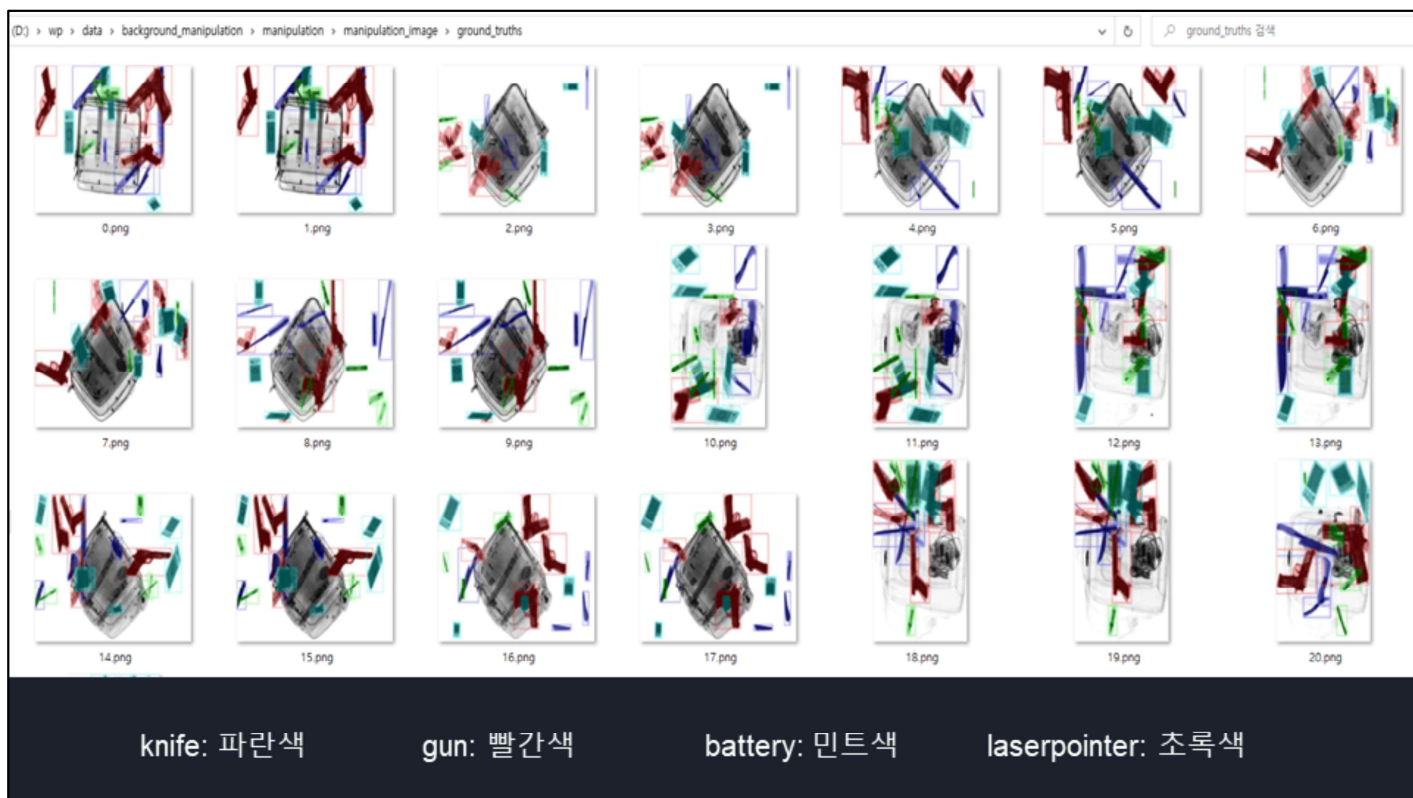 (D:) › wp › data › background_manipulation › manipulation › manipulation_image › ground_truths
ground_truths 검색
0.png 1.png 2.png 3.png 4.png 5.png 6.png
7.png 8.png 9.png 10.png 11.png 12.png 13.png
14.png 15.png 16.png 17.png 18.png 19.png 20.png
knife: 파란색 gun: 빨간색 battery: 민트색 laserpointer: 초록색